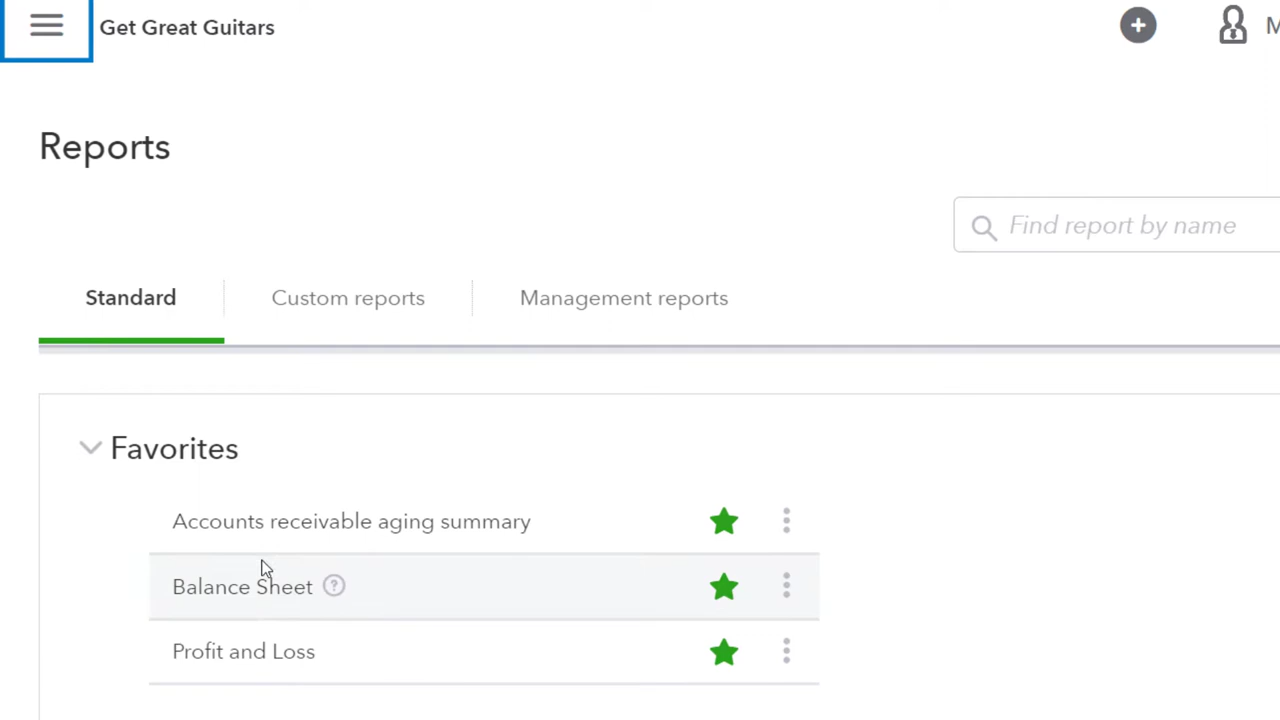 Get Great Guitars
M
Reports
Find report by name
Standard
Custom reports
Management reports
Favorites
Accounts receivable aging summary
Balance Sheet ?
Profit and Loss